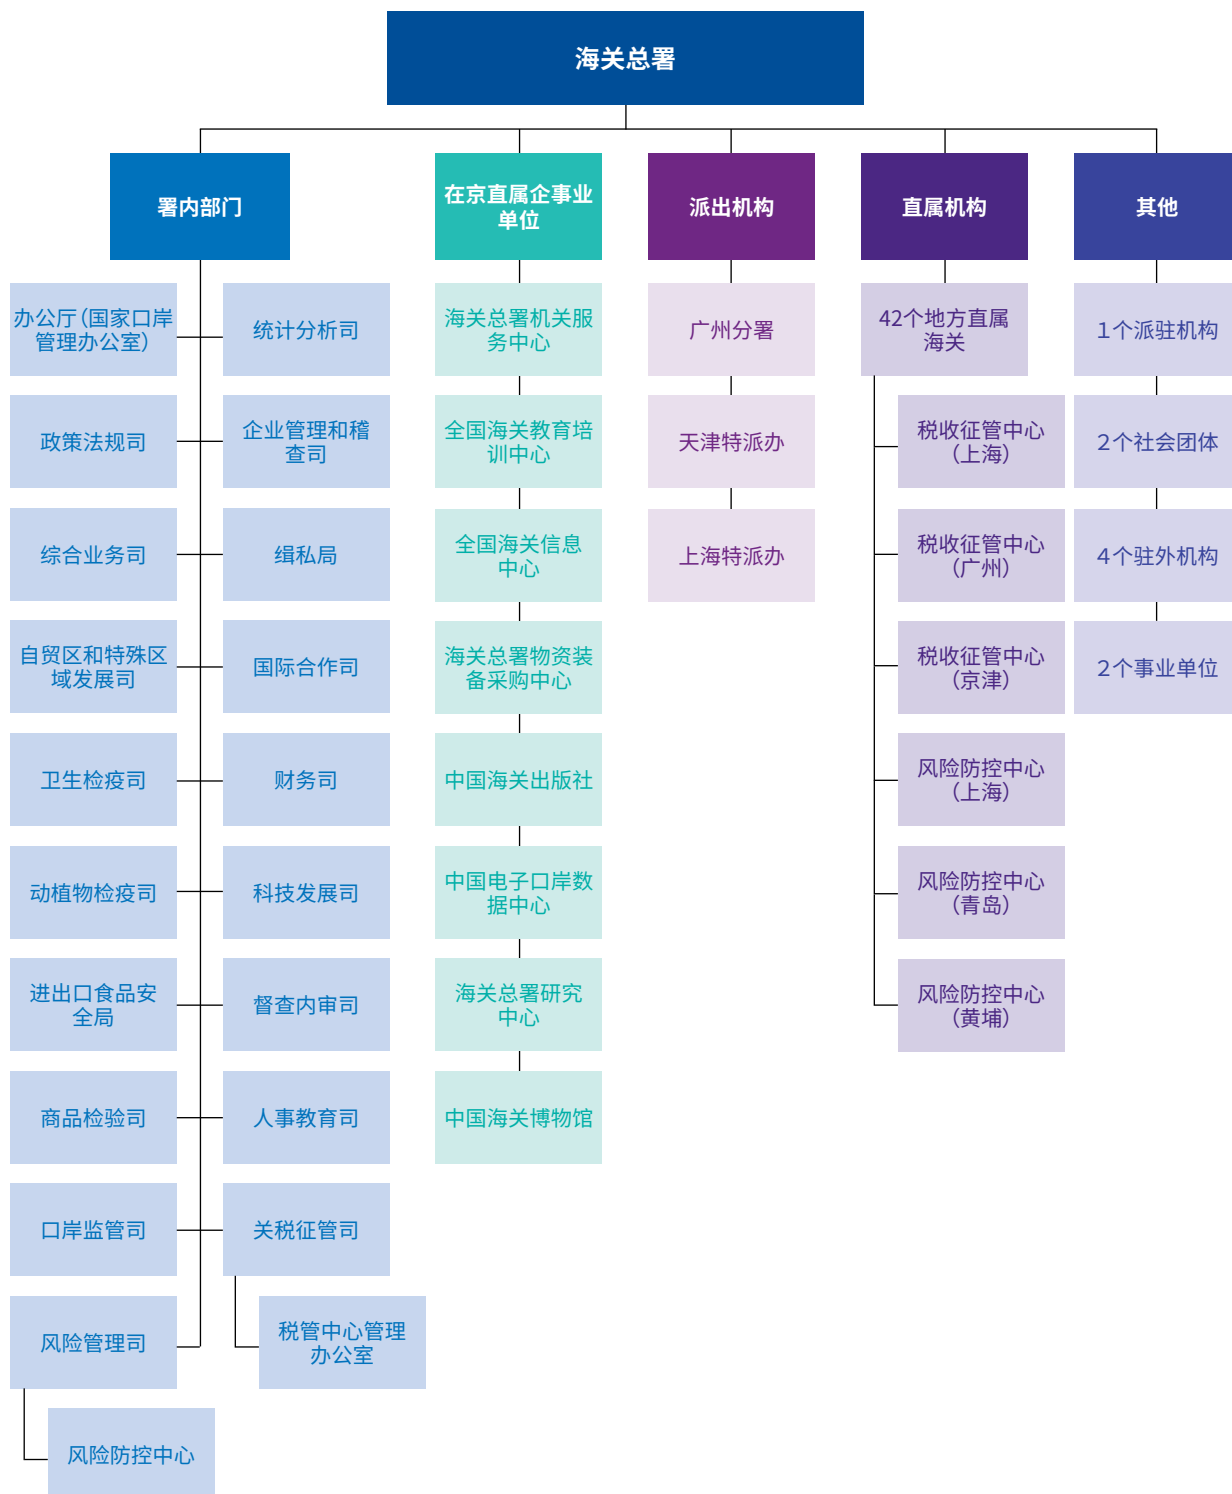 海关总署
署内部门
办公厅（国家口岸
管理办公室）
统计分析司
政策法规司
企业管理和稽
查司
综合业务司
缉私局
自贸区和特殊区
域发展司
国际合作司
卫生检疫司
财务司
动植物检疫司
科技发展司
进出口食品安
全局
督查内审司
商品检验司
人事教育司
口岸监管司
关税征管司
风险管理司
税管中心管理
办公室
风险防控中心
在京直属企事业
单位
海关总署机关服
务中心
全国海关教育培
训中心
全国海关信息
中心
海关总署物资装
备采购中心
中国海关出版社
中国电子口岸数
据中心
海关总署研究
中心
中国海关博物馆
派出机构
广州分署
天津特派办
上海特派办
直属机构
42个地方直属
海关
税收征管中心
（上海）
税收征管中心
（广州）
税收征管中心
（京津）
风险防控中心
（上海）
风险防控中心
（青岛）
风险防控中心
（黄埔）
其他
1个派驻机构
2个社会团体
4个驻外机构
2个事业单位